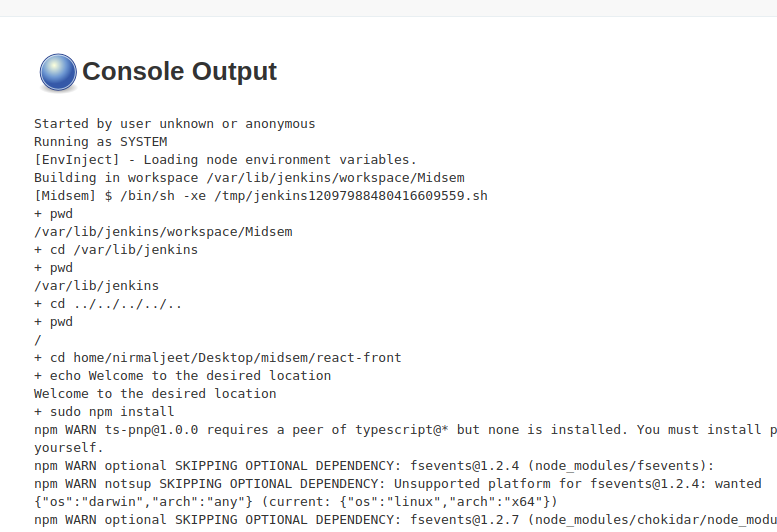 Console Output
Started by user unknown or anonymous
Running as SYSTEM
[EnvInject] - Loading node environment variables.
Building in workspace /var/lib/jenkins/workspace/Midsem
[Midsem] $ /bin/sh -xe /tmp/jenkins12097988480416609559.sh
+ pwd
/var/lib/jenkins/workspace/Midsem
+ cd /var/lib/jenkins
+ pwd
/var/lib/jenkins
+ cd ../../../../..
+ pwd
/
+ cd home/nirmaljeet/Desktop/midsem/react-front
+ echo Welcome to the desired location
Welcome to the desired location
+ sudo npm install
npm WARN ts-pnp@1.0.0 requires a peer of typescript@* but none is installed. You must install p
yourself.
npm WARN optional SKIPPING OPTIONAL DEPENDENCY: fsevents@1.2.4 (node_modules/fsevents):
npm WARN notsup SKIPPING OPTIONAL DEPENDENCY: Unsupported platform for fsevents@1.2.4: wanted
{"os":"darwin","arch":"any"} (current: {"os":"linux","arch":"x64"})
npm WARN optional SKIPPING OPTIONAL DEPENDENCY: fsevents@1.2.7 (node_modules/chokidar/node_modu